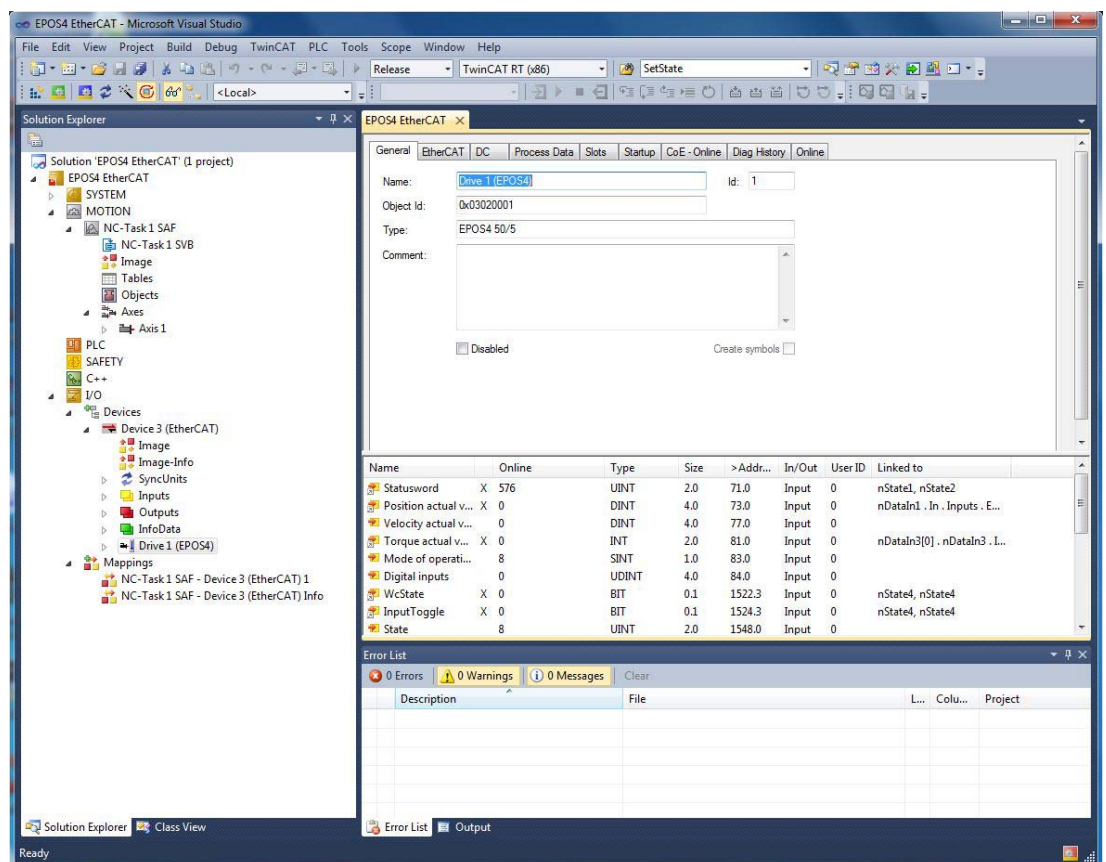 EPOS4 EtherCAT - Microsoft Visual Studio
File Edit View Project Build Debug TwinCAT PLC Tools Scope Window Help
Release TwinCAT RT (x86) SetState
<Local>
Solution Explorer
Solution 'EPOS4 EtherCAT' (1 project)
EPOS4 EtherCAT
SYSTEM
MOTION
NC-Task 1 SAF
NC-Task 1 SVB
Image
Tables
Objects
Axes
Axis 1
PLC
SAFETY
C++
I/O
Devices
Device 3 (EtherCAT)
Image
Image-Info
SyncUnits
Inputs
Outputs
InfoData
Drive 1 (EPOS4)
Mappings
NC-Task 1 SAF - Device 3 (EtherCAT) 1
NC-Task 1 SAF - Device 3 (EtherCAT) Info
Solution Explorer Class View
EPOS4 EtherCAT
General EtherCAT DC Process Data Slots Startup CoE - Online Diag History Online
Name: Drive 1 (EPOS4) Id: 1
Object Id: 0x03020001
Type: EPOS4 50/5
Comment:
Disabled Create symbols
Name Online Type Size >Addr... In/Out User ID Linked to
Statusword X 576 UINT 2.0 71.0 Input 0 nState1, nState2
Position actual v... X 0 DINT 4.0 73.0 Input 0 nDataIn1 . In . Inputs . E...
Velocity actual v... 0 DINT 4.0 77.0 Input 0
Torque actual v... X 0 INT 2.0 81.0 Input 0 nDataIn3[0] . nDataIn3 . I...
Mode of operati... 8 SINT 1.0 83.0 Input 0
Digital inputs 0 UDINT 4.0 84.0 Input 0
WcState X 0 BIT 0.1 1522.3 Input 0 nState4, nState4
InputToggle X 0 BIT 0.1 1524.3 Input 0 nState4, nState4
State 8 UINT 2.0 1548.0 Input 0
Error List
0 Errors 0 Warnings 0 Messages Clear
Description File L... Colu... Project
Error List Output
Ready